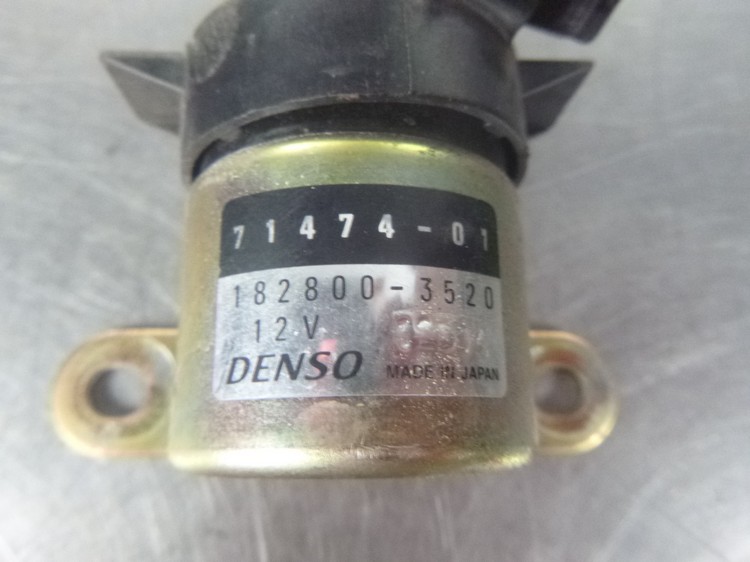 71474-01
182800-3520
12V
DENSO MADE IN JAPAN